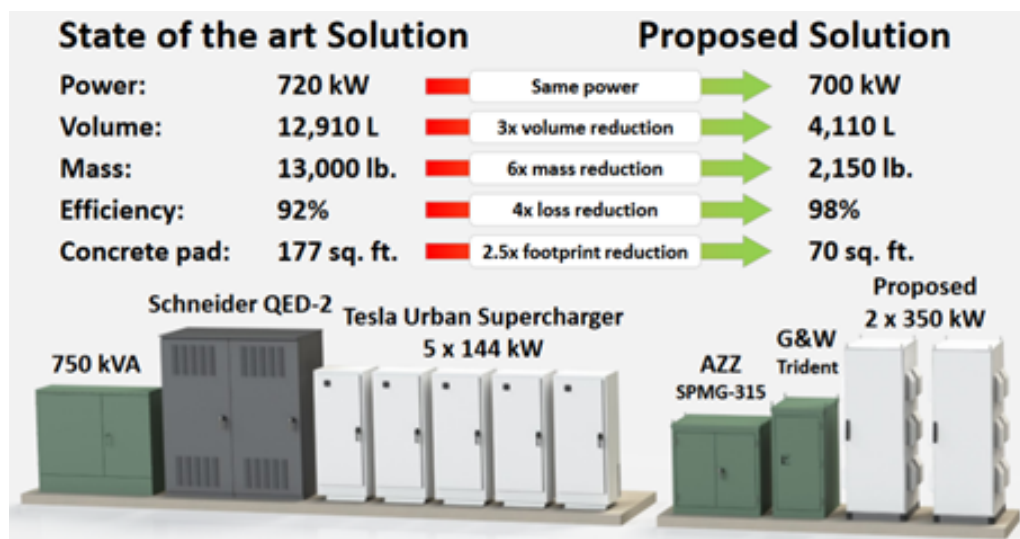 State of the art Solution Proposed Solution
Power: 720 kW Same power 700 kW
Volume: 12,910 L 3x volume reduction 4,110 L
Mass: 13,000 lb. 6x mass reduction 2,150 lb.
Efficiency: 92% 4x loss reduction 98%
Concrete pad: 177 sq. ft. 2.5x footprint reduction 70 sq. ft.
Schneider QED-2
Tesla Urban Supercharger
5 x 144 kW
750 kVA
Proposed
2 x 350 kW
G&W
Trident
AZZ
SPMG-315